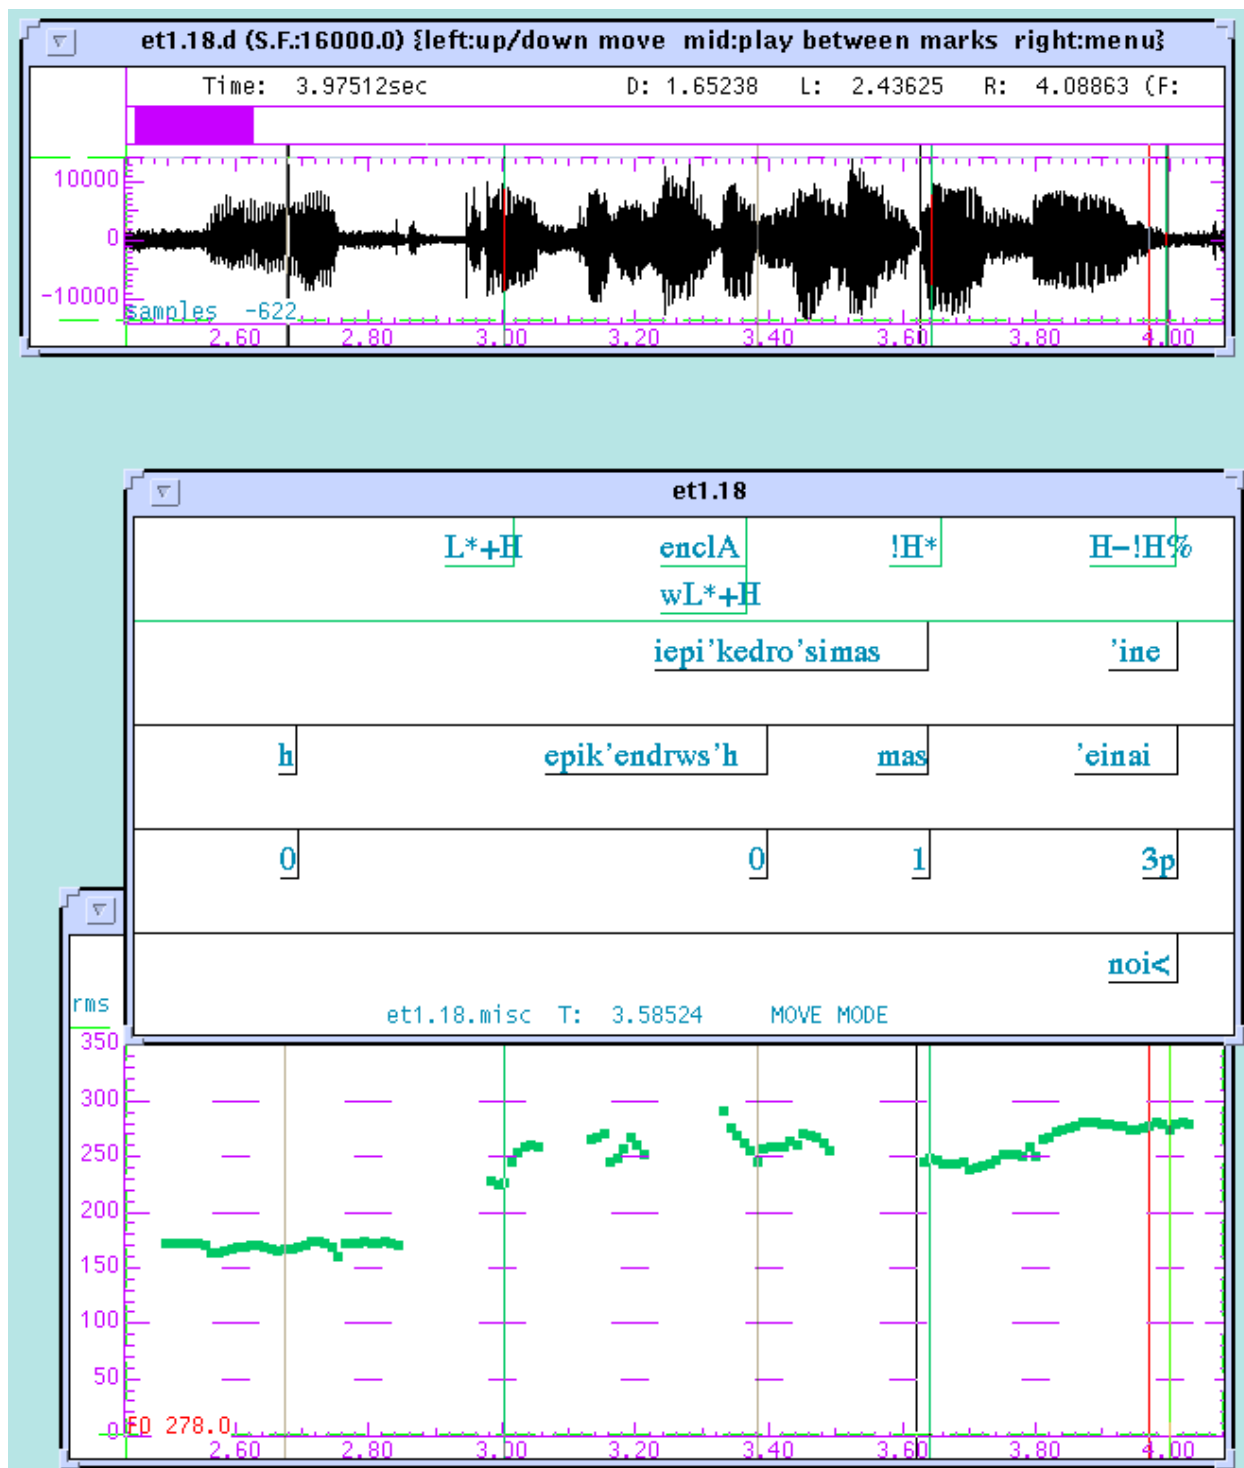 et1.18.d (S.F.:16000.0) {left:up/down move mid:play between marks right:menu}
Time: 3.97512sec D: 1.65238 L: 2.43625 R: 4.08863 (F:
10000
0
-10000
samples -622
2.60 2.80 3.00 3.20 3.40 3.60 3.80 4.00
et1.18
L*+H enclA !H* H-!H%
wL*+H
iepi'kedro'simas 'ine
h epik'endrws'h mas 'einai
0 0 1 3p
noi<
et1.18.misc T: 3.58524 MOVE MODE
rms
350
300
250
200
150
100
50
0
F0 278.0
2.60 2.80 3.00 3.20 3.40 3.60 3.80 4.00